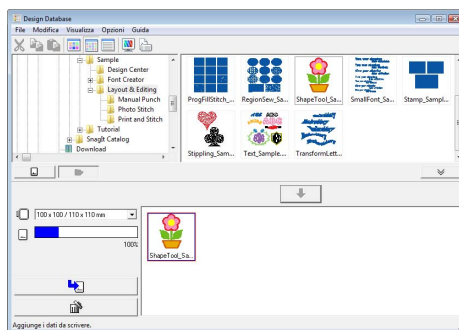 Design Database
File Modifica Visualizza Opzioni Guida
Sample
Design Center
Font Creator
Layout & Editing
Manual Punch
Photo Stitch
Print and Stitch
Tutorial
SnagIt Catalog
Download
ProgFillStitch_... RegionSew_Sa... ShapeTool_Sa... SmallFont_Sa... Stamp_Sampl...
Stippling_Sam... Text_Sample.... TransformLett...
100 x 100 / 110 x 110 mm
100%
ShapeTool_Sa...
Aggiunge i dati da scrivere.